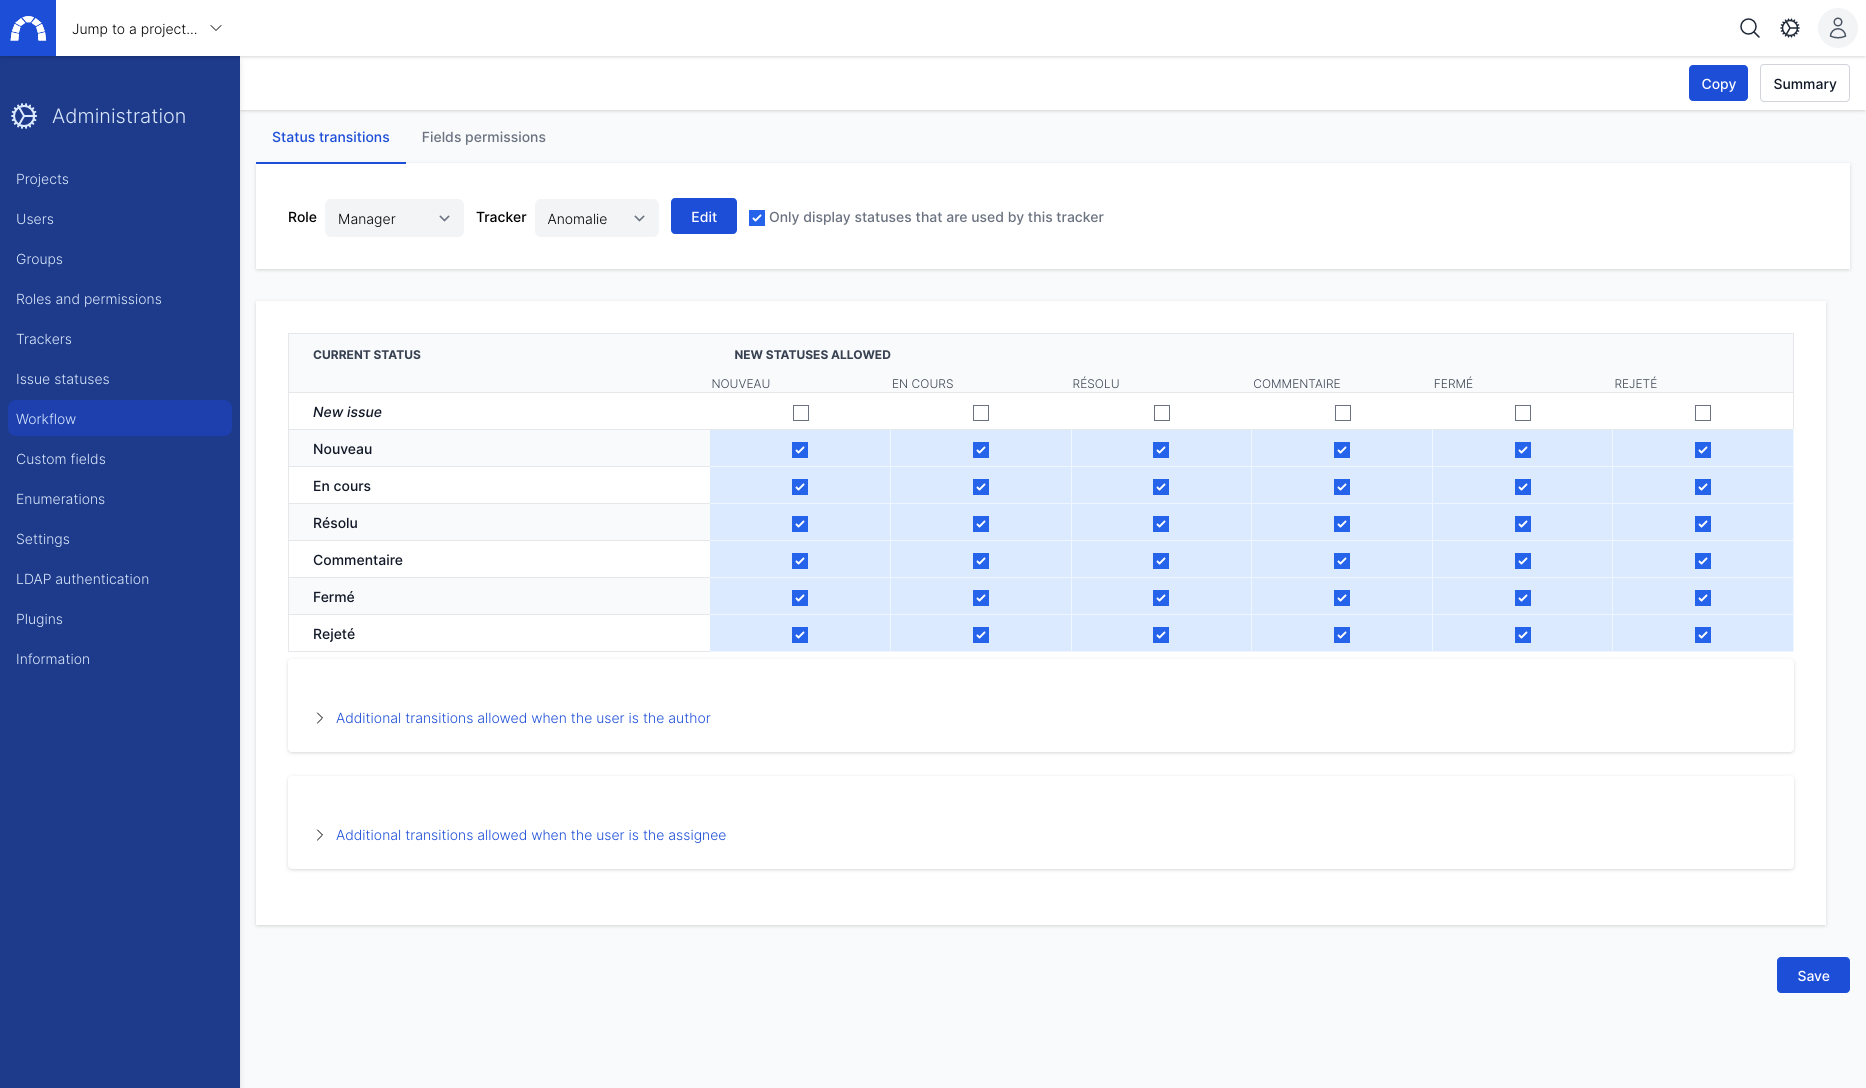 Jump to a project...
Copy
Summary
Administration
Projects
Users
Groups
Roles and permissions
Trackers
Issue statuses
Workflow
Custom fields
Enumerations
Settings
LDAP authentication
Plugins
Information
Status transitions
Fields permissions
Role Manager Tracker Anomalie Edit Only display statuses that are used by this tracker
CURRENT STATUS NEW STATUSES ALLOWED
NOUVEAU EN COURS RÉSOLU COMMENTAIRE FERMÉ REJETÉ
New issue
Nouveau
En cours
Résolu
Commentaire
Fermé
Rejeté
Additional transitions allowed when the user is the author
Additional transitions allowed when the user is the assignee
Save